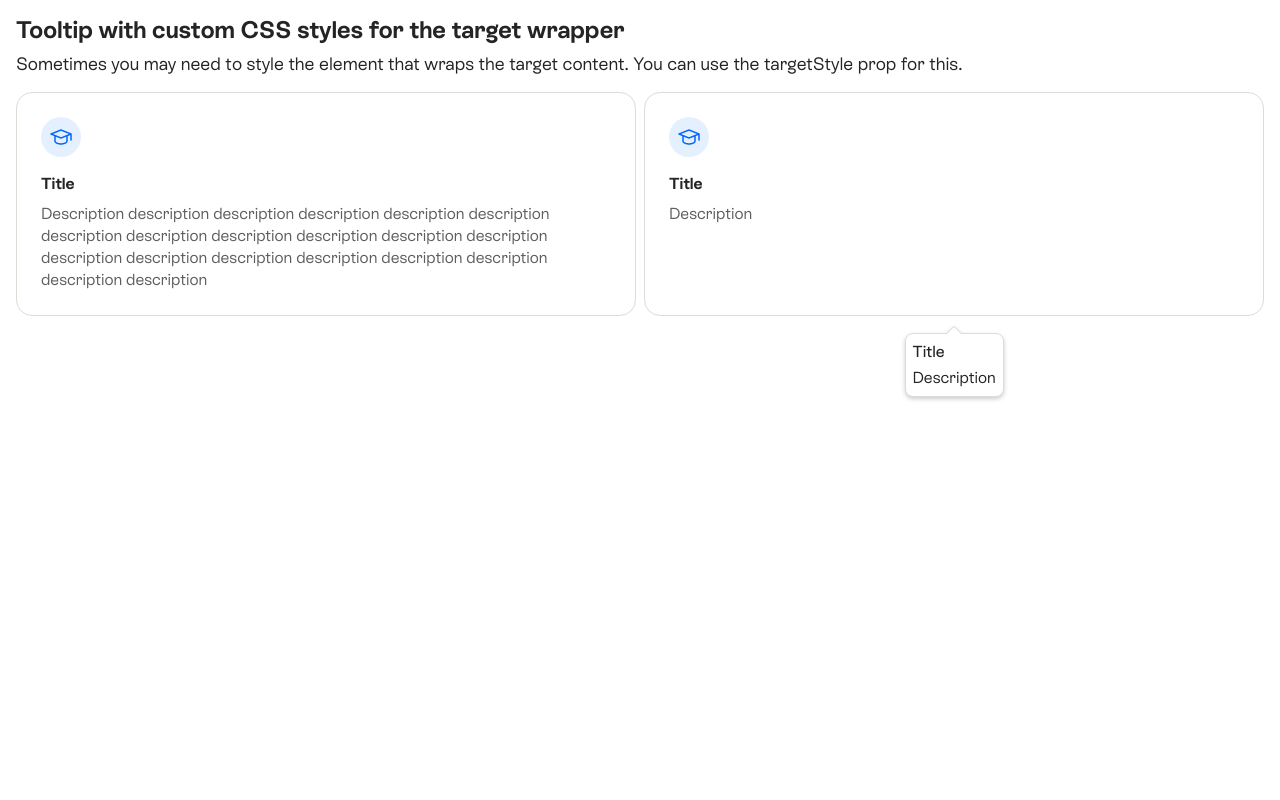 Tooltip with custom CSS styles for the target wrapper
Sometimes you may need to style the element that wraps the target content. You can use the targetStyle prop for this.
Title
Description description description description description description
description description description description description description
description description description description description description
description description
Title
Description
Title
Description